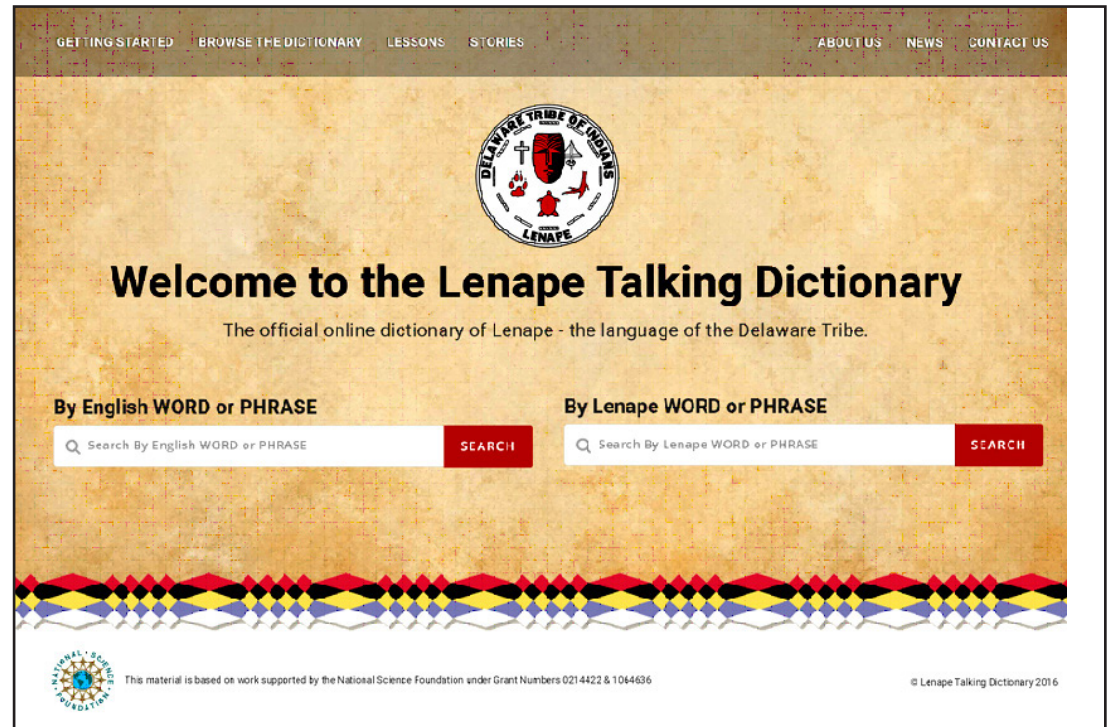 GETTING STARTED BROWSE THE DICTIONARY LESSONS STORIES ABOUT US NEWS CONTACT US
DELAWARE TRIBE OF INDIANS
LENAPE
Welcome to the Lenape Talking Dictionary
The official online dictionary of Lenape - the language of the Delaware Tribe.
By English WORD or PHRASE
Search By English WORD or PHRASE SEARCH
By Lenape WORD or PHRASE
Search By Lenape WORD or PHRASE SEARCH
NATIONAL SCIENCE FOUNDATION
This material is based on work supported by the National Science Foundation under Grant Numbers 0214422 & 1064636
© Lenape Talking Dictionary 2016